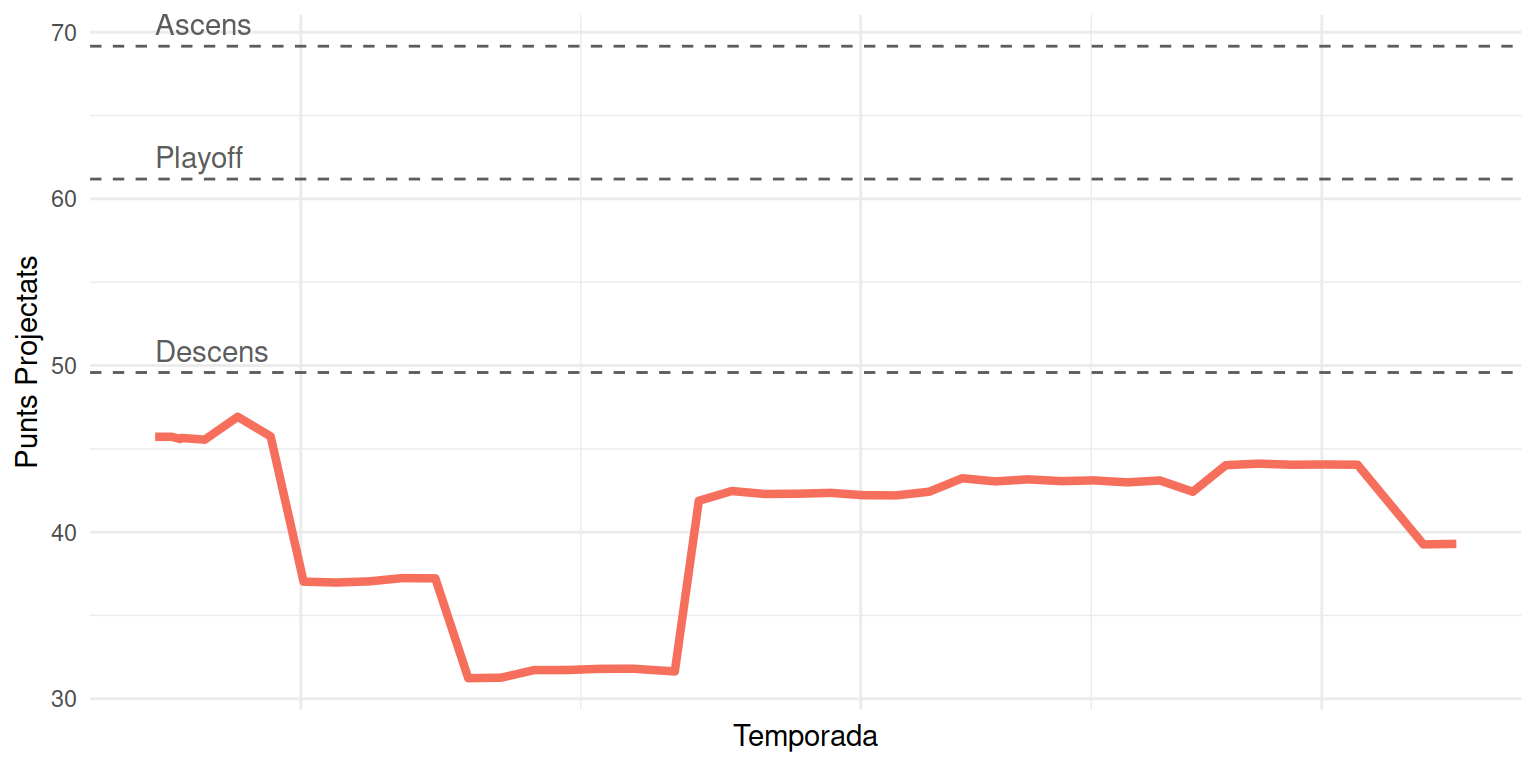 70
Ascens
Playoff
60
Descens
50
40
30
Punts Projectats
Temporada